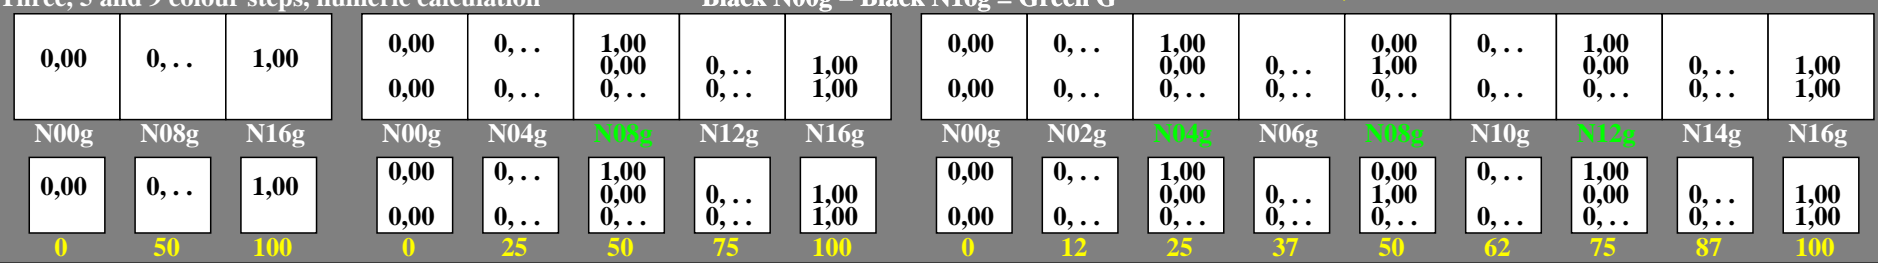 Three, 5 and 9 colour steps, numeric calculation Black N00g – Black N16g = Green G
0,00 0, . . 1,00 0,00 0, . . 1,00 0,00 0, . . 1,00 0,00 0, . . 1,00
0,00 0, . . 1,00 0,00 0, . . 1,00 0,00 0, . . 1,00
0,00 0, . . 0, . . 0, . . 1,00 0,00 0, . . 0, . . 0, . . 0, . . 0, . . 0, . . 0, . . 1,00
N00g N08g N16g N00g N04g N08g N12g N16g N00g N02g N04g N06g N08g N10g N12g N14g N16g
0,00 0, . . 1,00 0,00 0, . . 1,00 0,00 0, . . 1,00 0,00 0, . . 1,00
0,00 0, . . 1,00 0,00 0, . . 1,00 0,00 0, . . 1,00
0,00 0, . . 0, . . 0, . . 1,00 0,00 0, . . 0, . . 0, . . 0, . . 0, . . 0, . . 0, . . 1,00
0 50 100 0 25 50 75 100 0 12 25 37 50 62 75 87 100